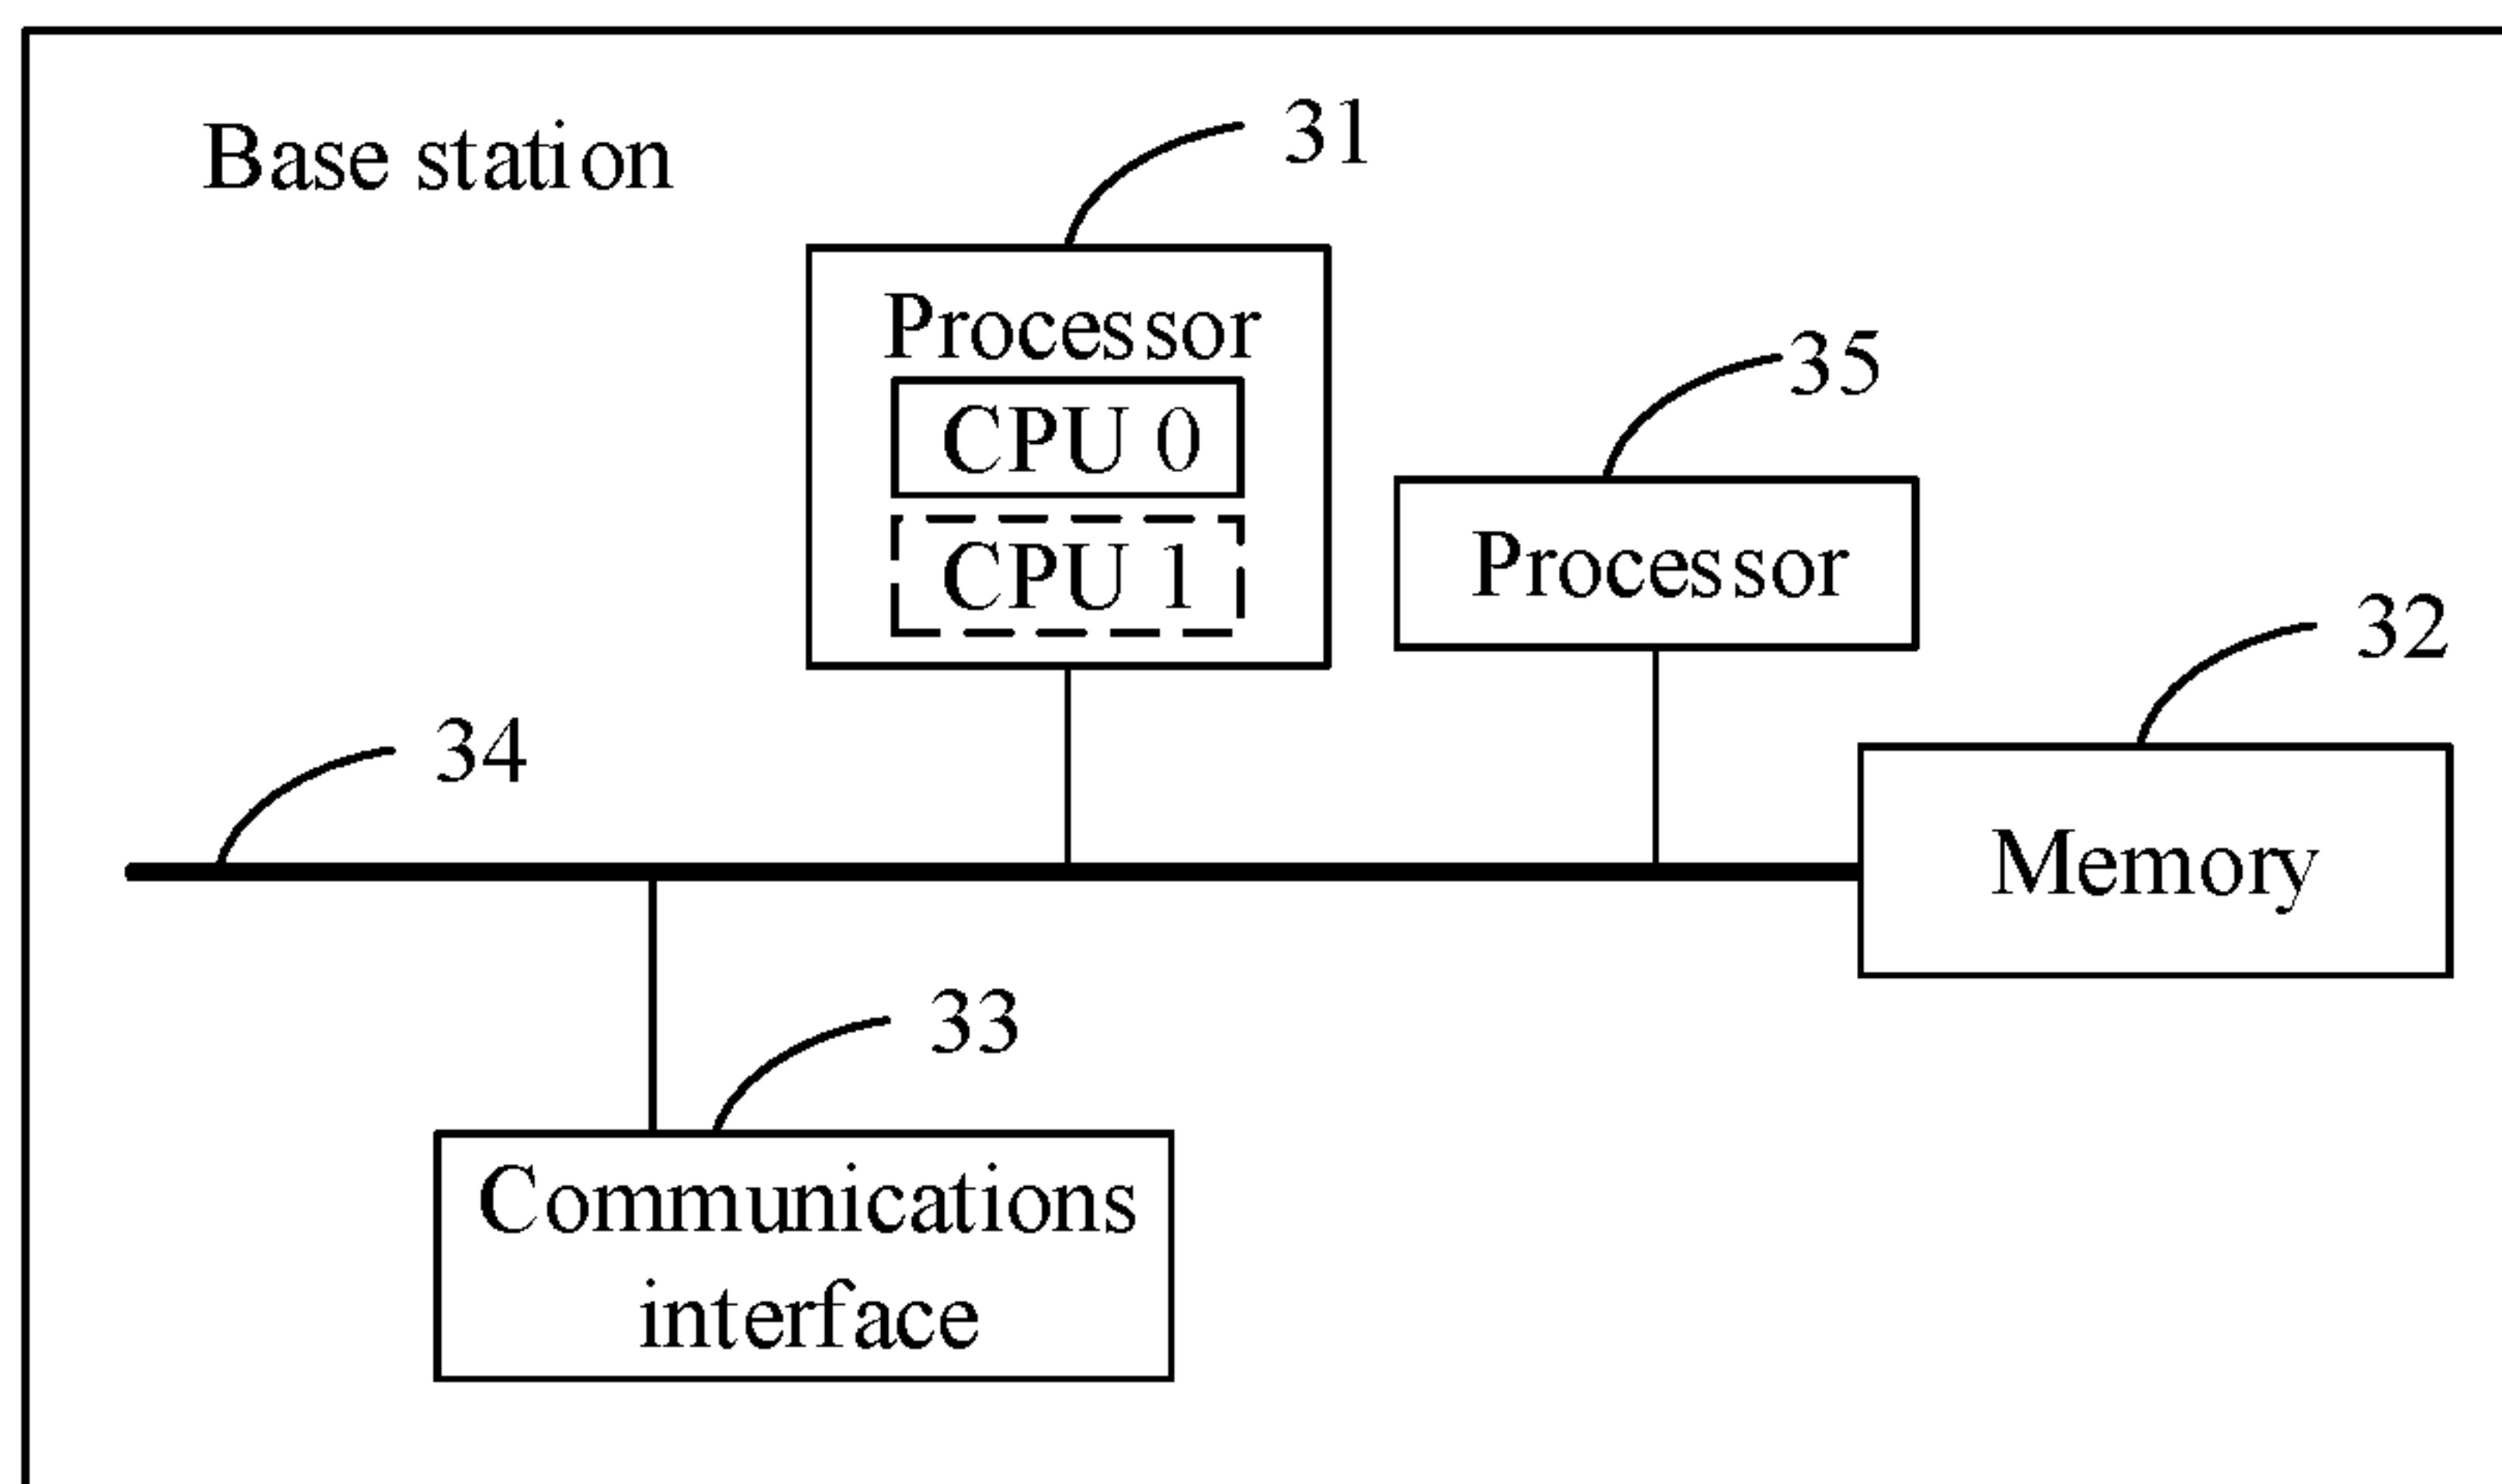 Base station
31
Processor
CPU 0
CPU 1
35
Processor
32
Memory
34
33
Communications
interface